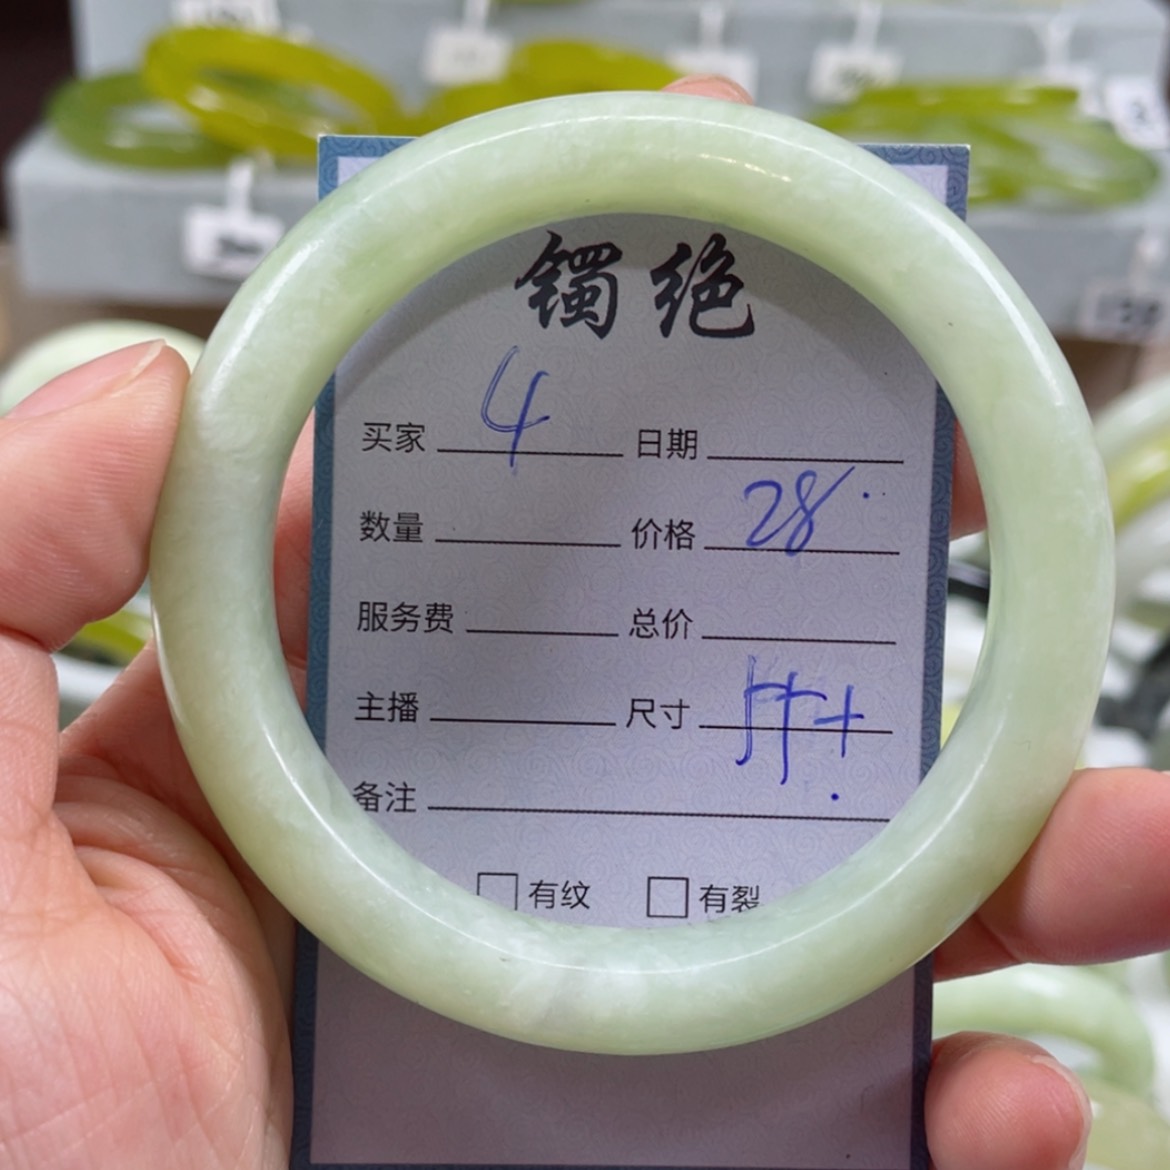 镯绝
买家 4 日期
数量 价格 28.
服务费 总价
主播 尺寸
备注
有纹 有裂